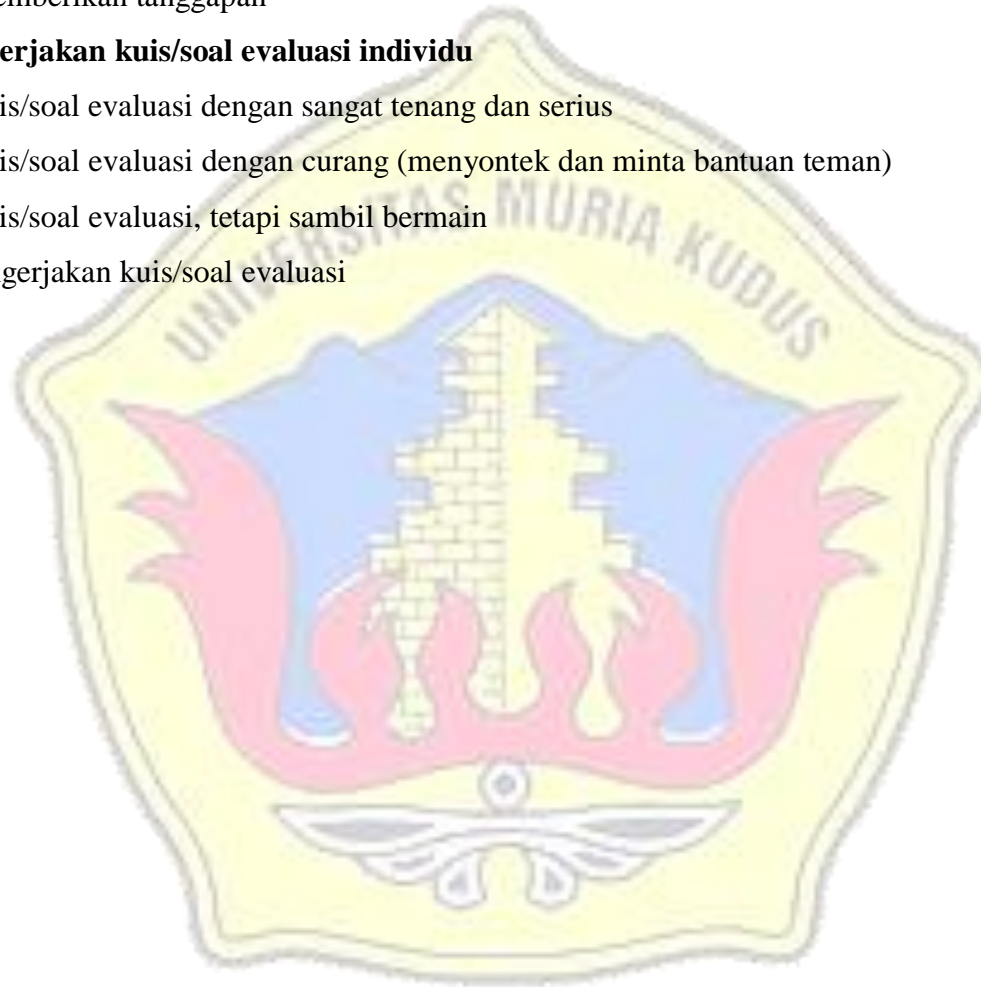 emberikan tanggapan
erjakan kuis/soal evaluasi individu
is/soal evaluasi dengan sangat tenang dan serius
is/soal evaluasi dengan curang (menyontek dan minta bantuan teman)
is/soal evaluasi, tetapi sambil bermain
gerjakan kuis/soal evaluasi
UNIVERSITAS MURIA KUDUS